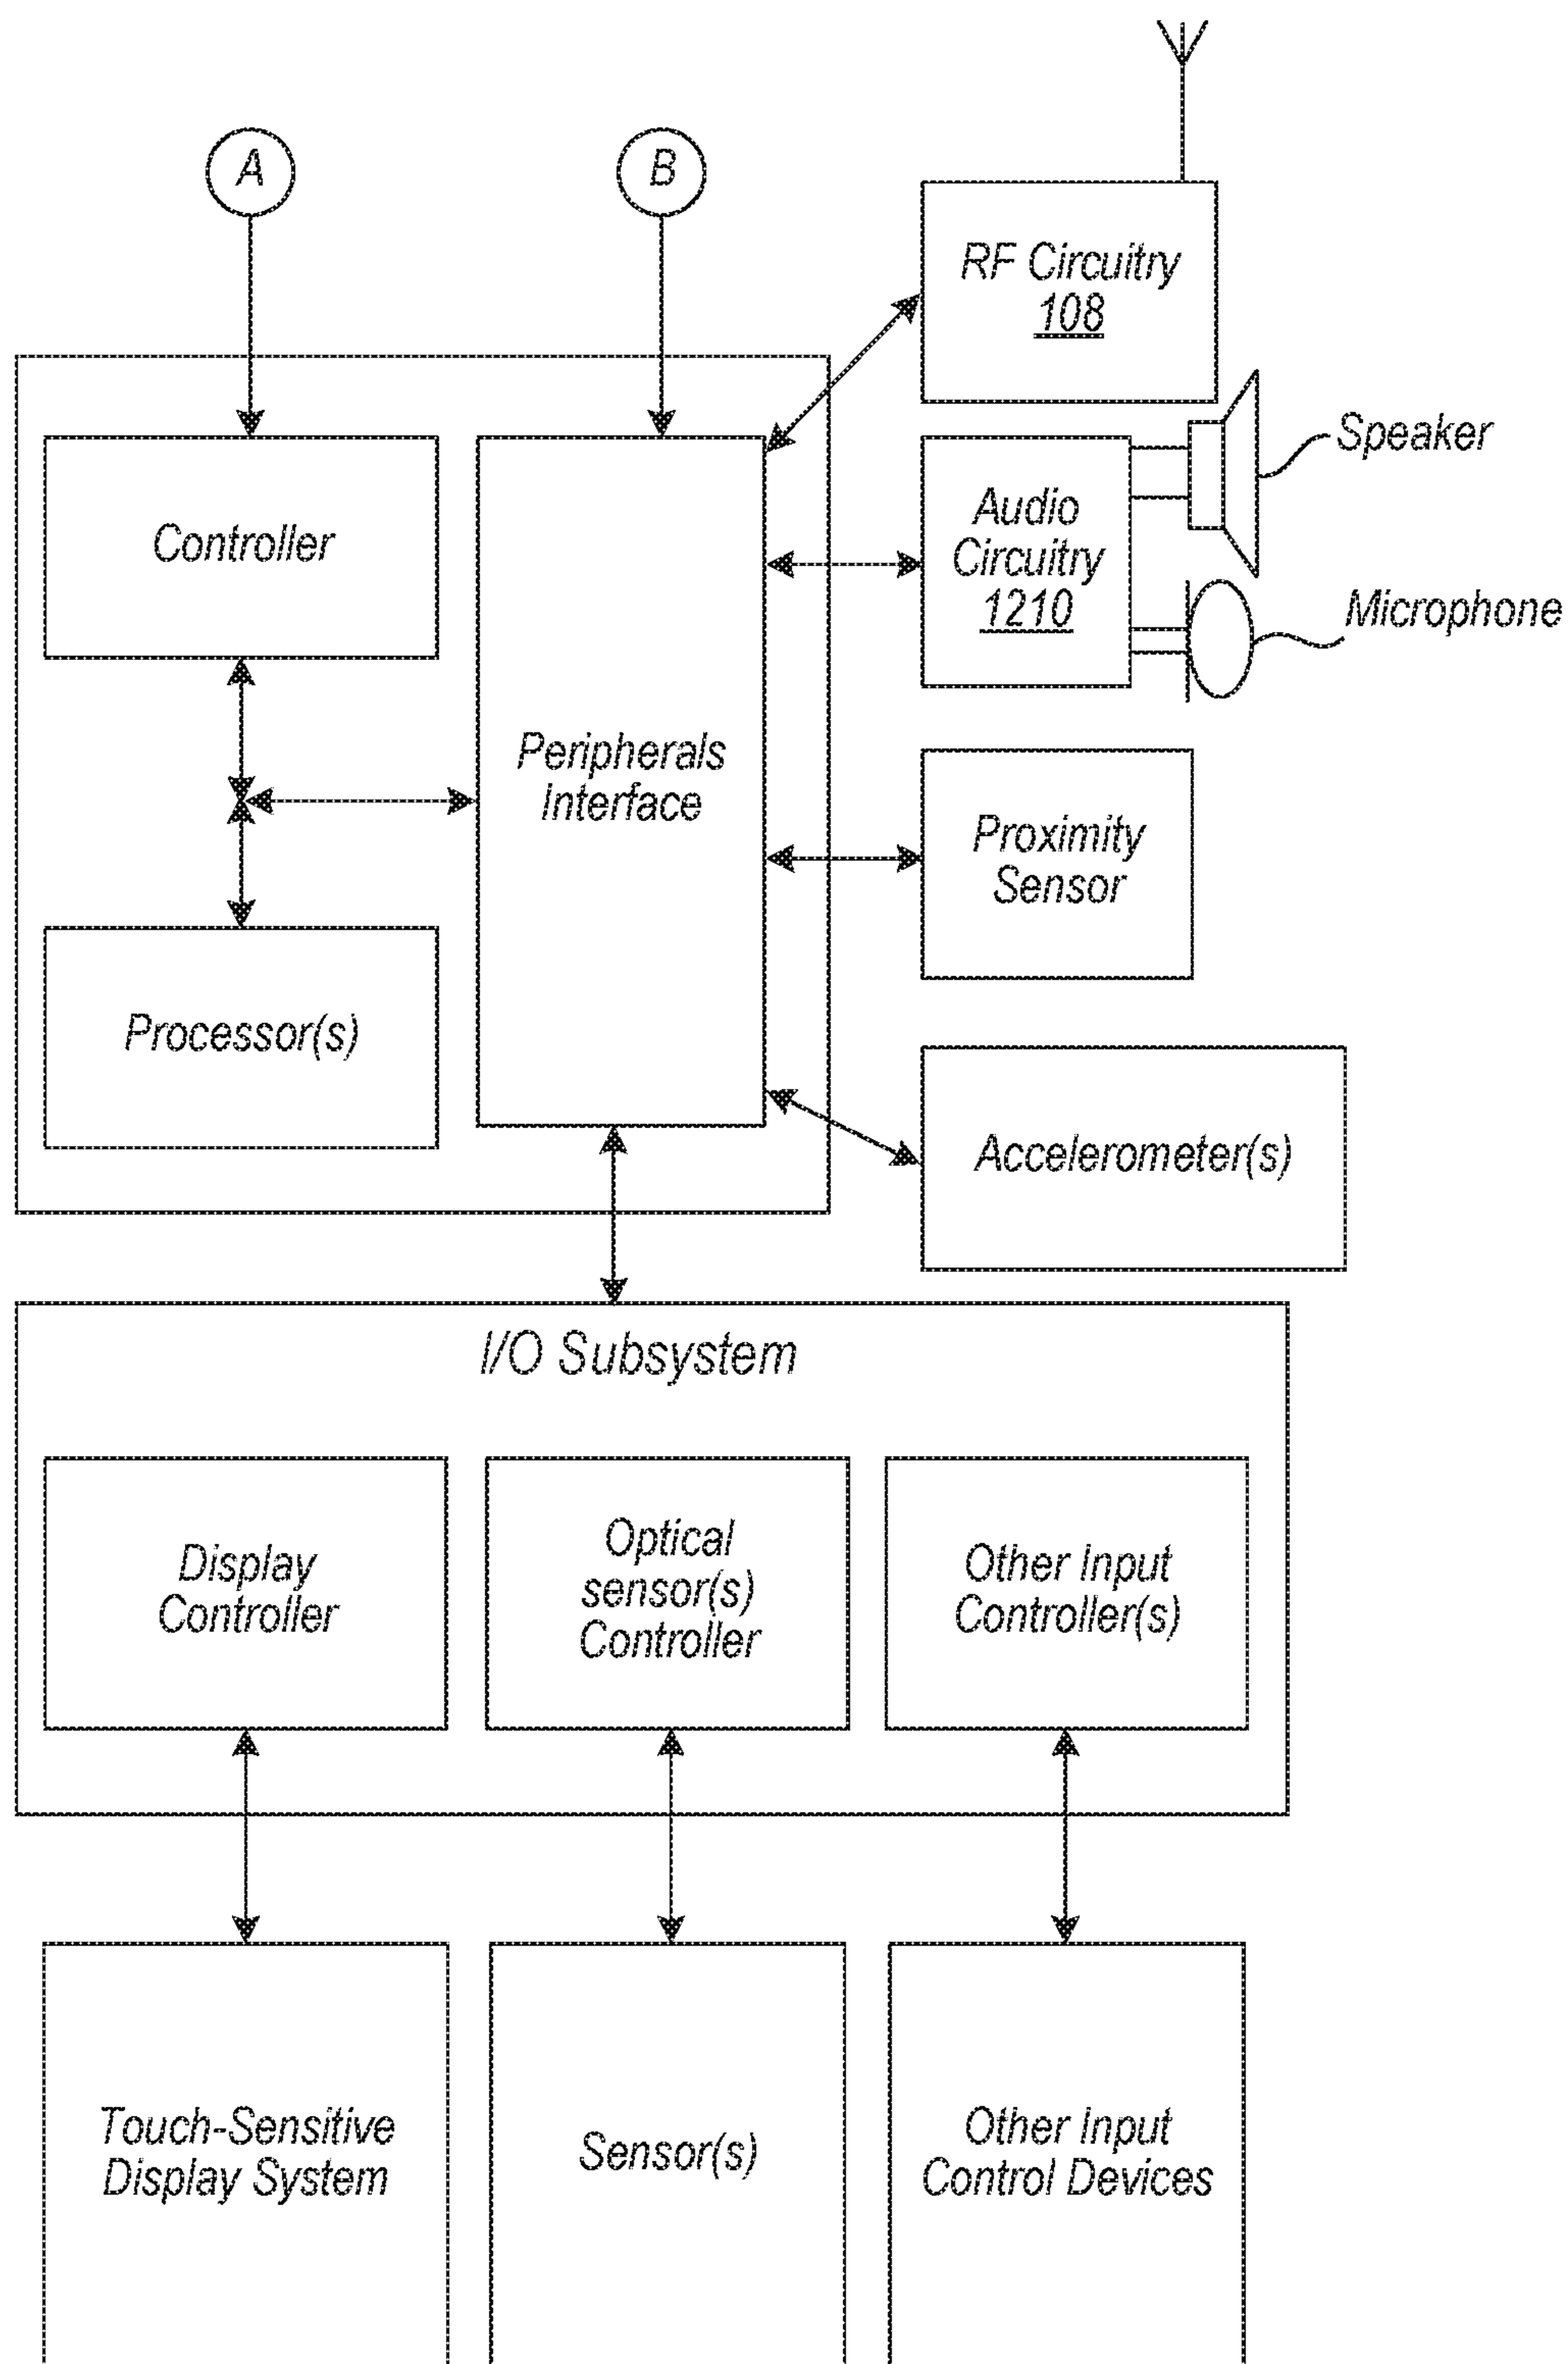 A
B
RF Circuitry
108
Speaker
Controller
Audio
Circuitry
1210
Microphone
Peripherals
Interface
Proximity
Sensor
Processor(s)
Accelerometer(s)
I/O Subsystem
Display
Controller
Optical
sensor(s)
Controller
Other Input
Controller(s)
Touch-Sensitive
Display System
Sensor(s)
Other Input
Control Devices